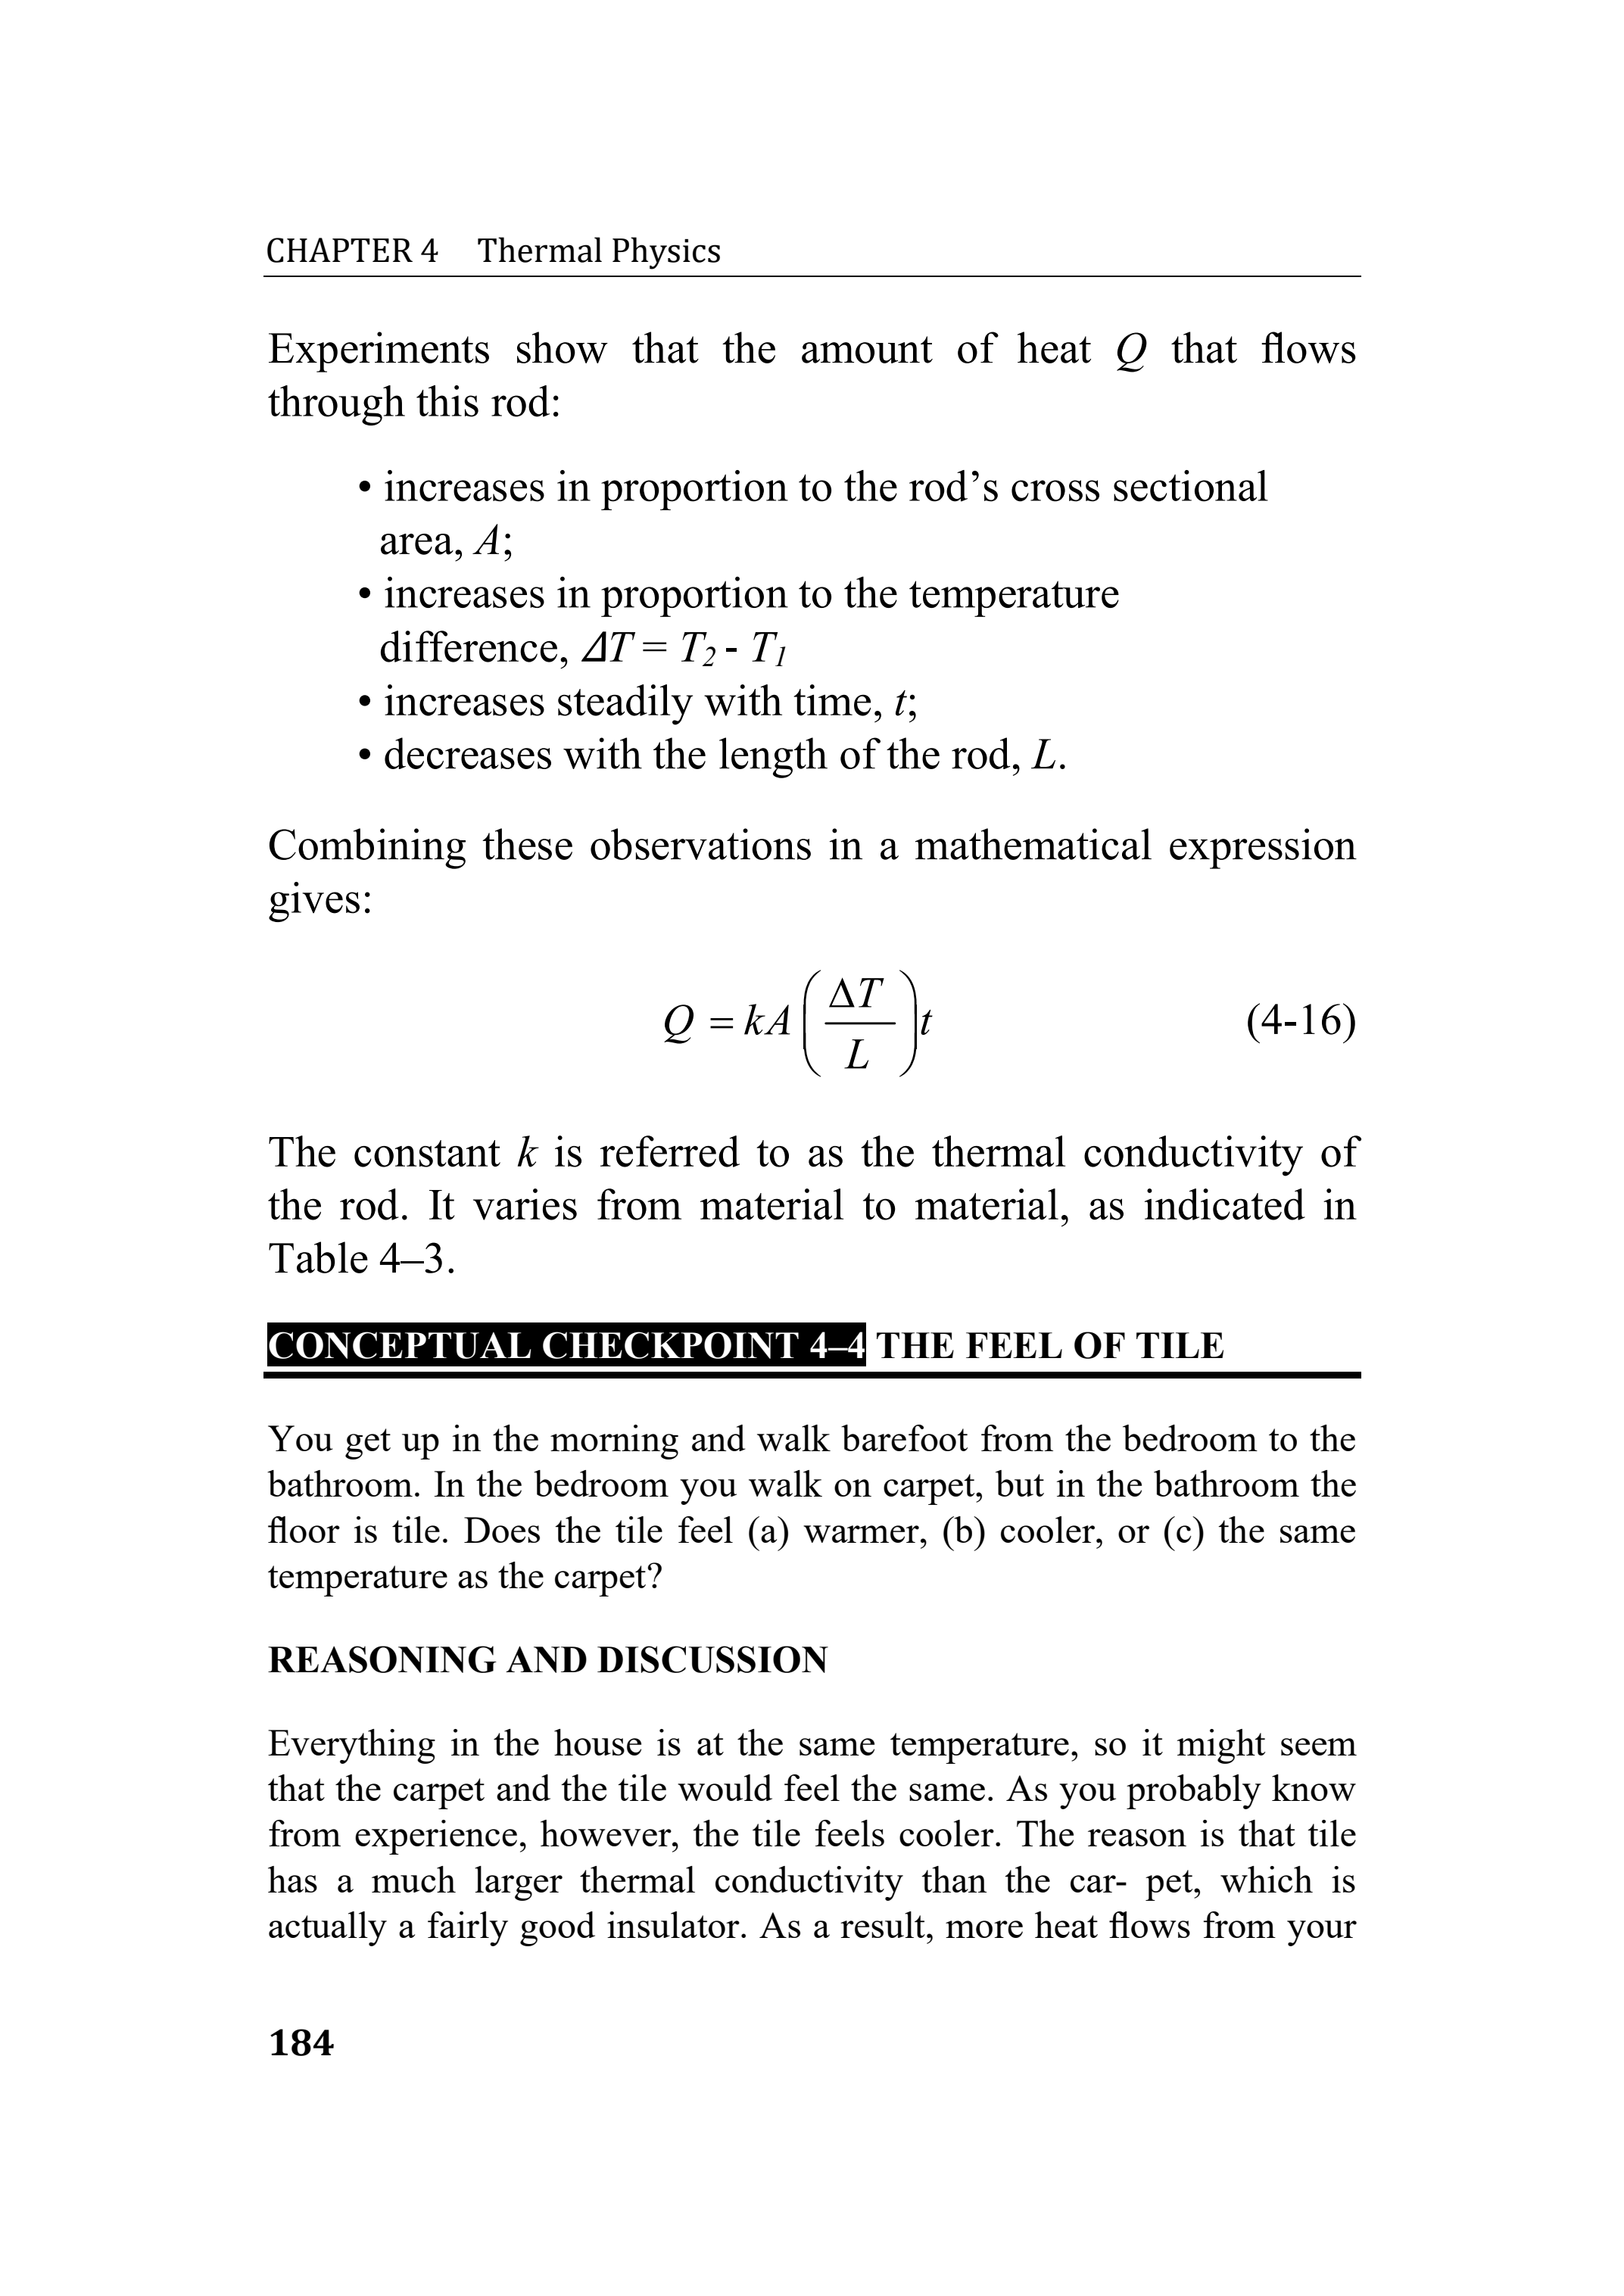 CHAPTER 4 Thermal Physics
Experiments show that the amount of heat Q that flows
through this rod:
• increases in proportion to the rod’s cross sectional
area, A;
• increases in proportion to the temperature
difference, ΔT = T₂ - T₁
• increases steadily with time, t;
• decreases with the length of the rod, L.
Combining these observations in a mathematical expression
gives:
Q = kA(ΔT/L)t (4-16)
The constant k is referred to as the thermal conductivity of
the rod. It varies from material to material, as indicated in
Table 4–3.
CONCEPTUAL CHECKPOINT 4–4 THE FEEL OF TILE
You get up in the morning and walk barefoot from the bedroom to the
bathroom. In the bedroom you walk on carpet, but in the bathroom the
floor is tile. Does the tile feel (a) warmer, (b) cooler, or (c) the same
temperature as the carpet?
REASONING AND DISCUSSION
Everything in the house is at the same temperature, so it might seem
that the carpet and the tile would feel the same. As you probably know
from experience, however, the tile feels cooler. The reason is that tile
has a much larger thermal conductivity than the car- pet, which is
actually a fairly good insulator. As a result, more heat flows from your
184